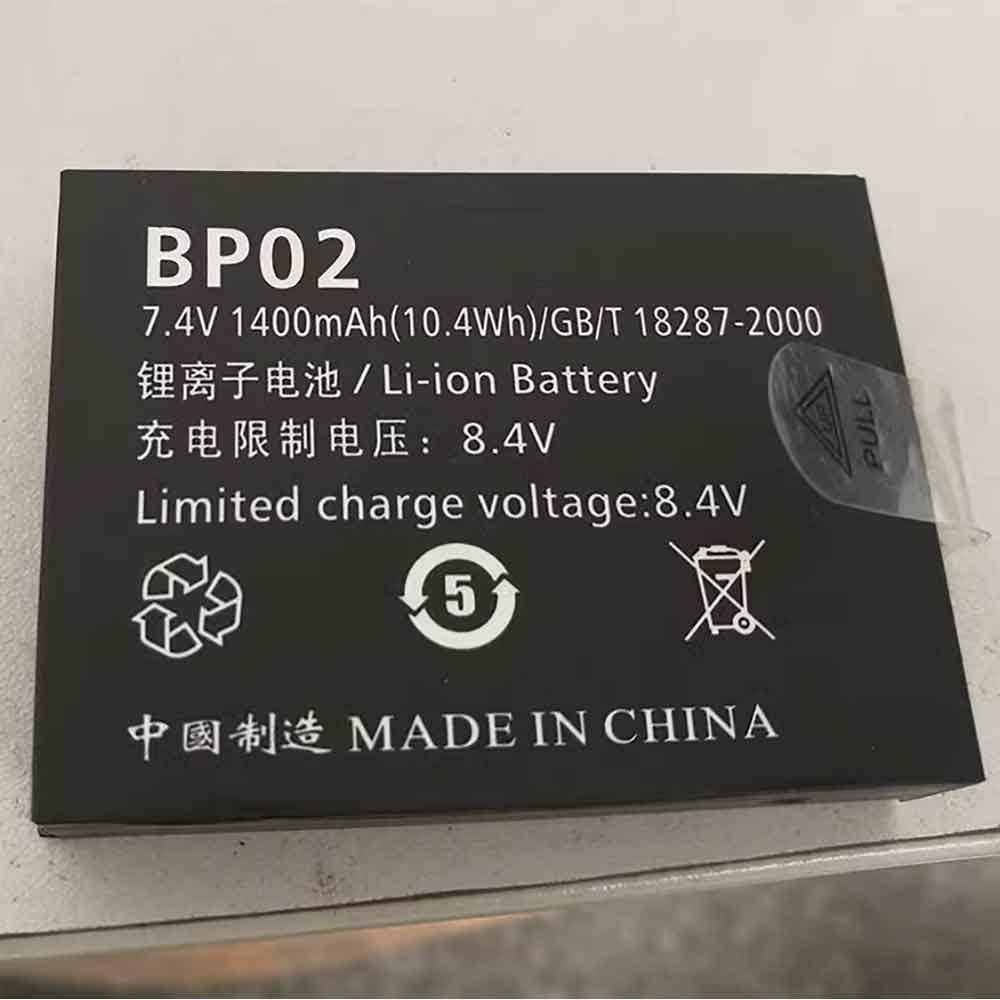 BP02
7.4V 1400mAh(10.4Wh)/GB/T 18287-2000
锂离子电池 / Li-ion Battery
充电限制电压：8.4V
Limited charge voltage:8.4V
UP
PULL
5
中國制造 MADE IN CHINA